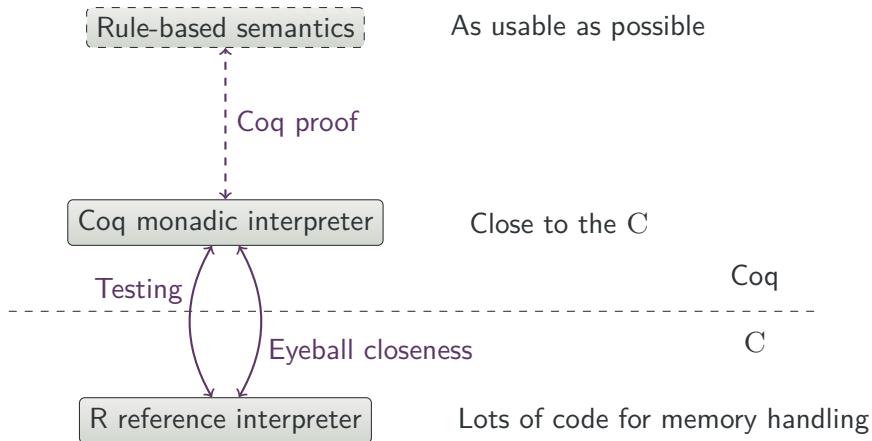 Rule-based semantics
As usable as possible
Coq proof
Coq monadic interpreter
Close to the C
Testing
Coq
Eyeball closeness
C
R reference interpreter
Lots of code for memory handling